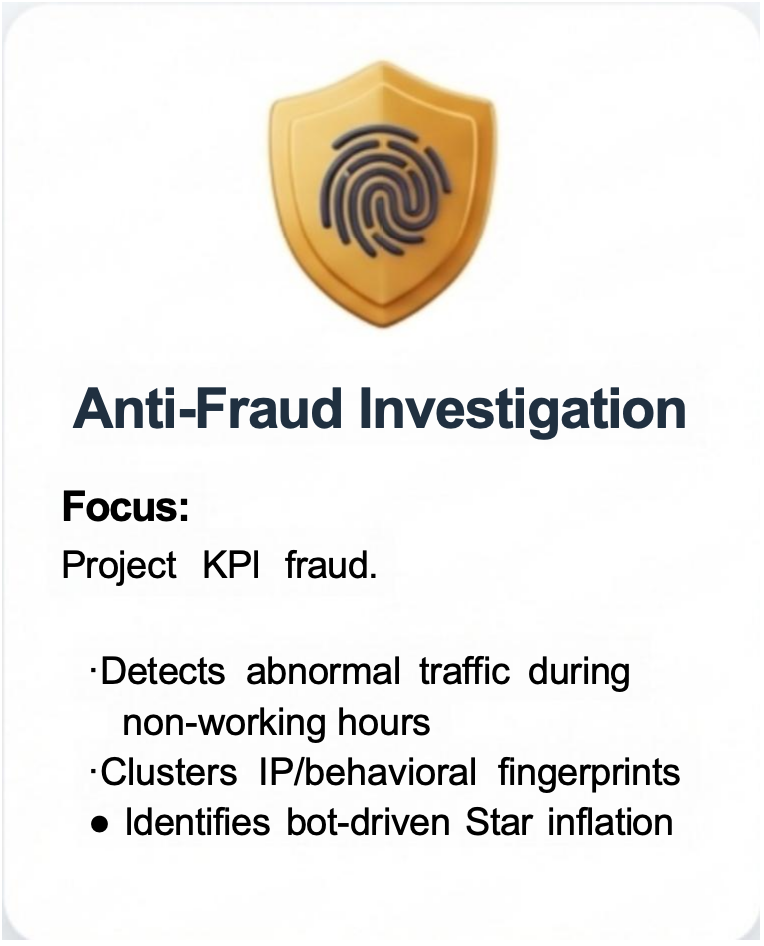 Anti-Fraud Investigation
Focus:
Project KPI fraud.
·Detects abnormal traffic during
non-working hours
·Clusters IP/behavioral fingerprints
● Identifies bot-driven Star inflation